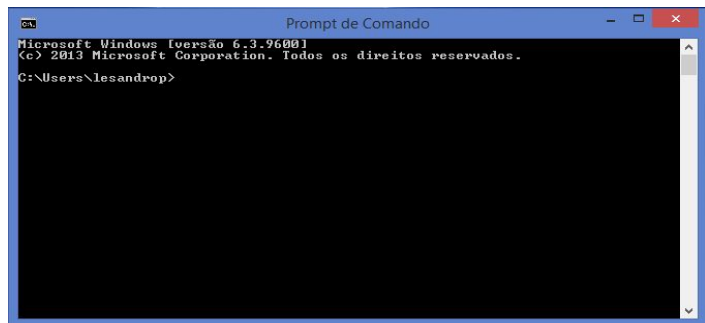 Prompt de Comando
Microsoft Windows [versão 6.3.9600]
(c) 2013 Microsoft Corporation. Todos os direitos reservados.
C:\Users\lesandrop>